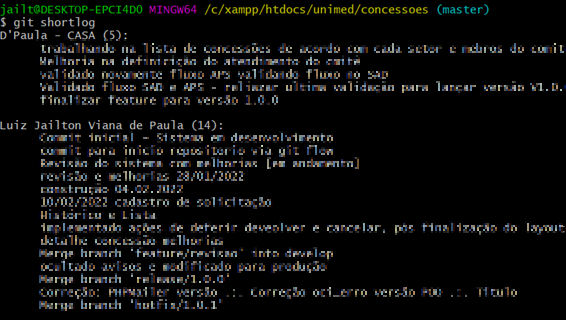 jailt@DESKTOP-EPCI4DO MINGW64 /c/xampp/htdocs/unimed/concessoes (master)
$ git shortlog
D'Paula - CASA (5):
trabalhando na lista de concessões de acordo com cada setor e mebros do comit
Melhoria na definicição do atendimento do comitê
validado novamente fluxo APS validando fluxo no SAD
Validado fluxo SAD e APS - realizar ultima validação para lançar versão V1.0.
finalizar feature para versão 1.0.0
Luiz Jailton Viana de Paula (14):
Commit inicial - Sistema em desenvolvimento
commit para inicio repositorio via git flow
Revisão do sistema com melhorias [em andamento]
revisão e melhorias 28/01/2022
construção 04.02.2022
10/02/2022 cadastro de solicitação
Histórico e Lista
implementado ações de deferir devolver e cancelar, pós finalização do layout
detalhe concessão melhorias
Merge branch 'feature/revisao' into develop
ocultado avisos e modificado para produção
Merge branch 'release/1.0.0'
Correção: PHPMailer versão .:. Correção oci_erro versão POO .:. Titulo
Merge branch 'hotfix/1.0.1'